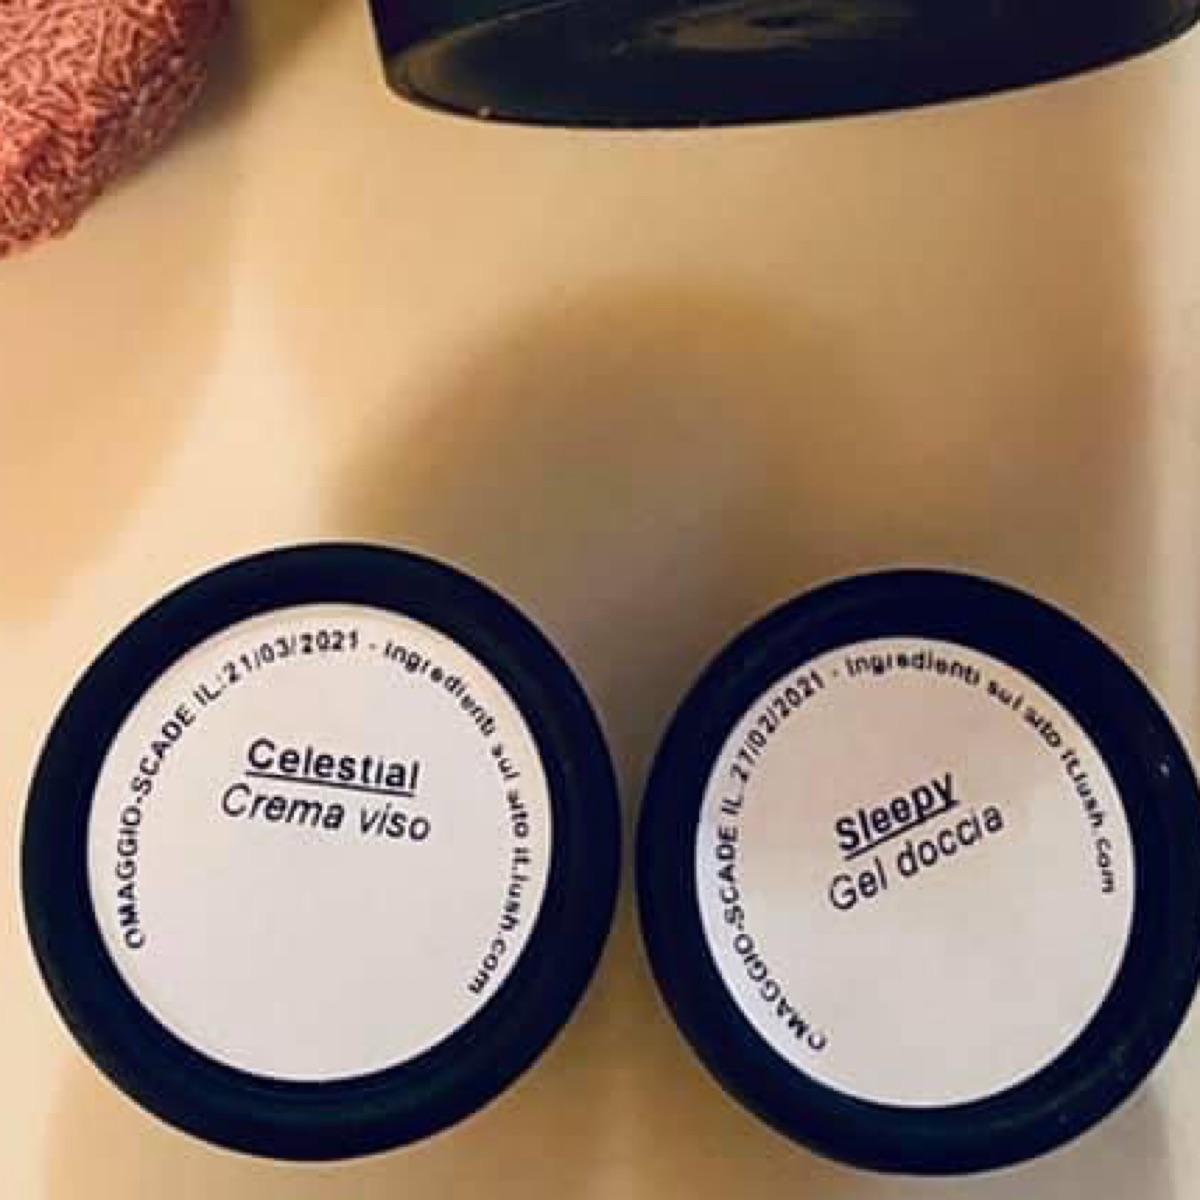 OMAGGIO-SCADE IL:21/03/2021 - Ingredienti sul sito it.lush.com
Celestial
Crema viso
OMAGGIO-SCADE IL 27/02/2021 - Ingredienti sul sito it.lush.com
Sleepy
Gel doccia